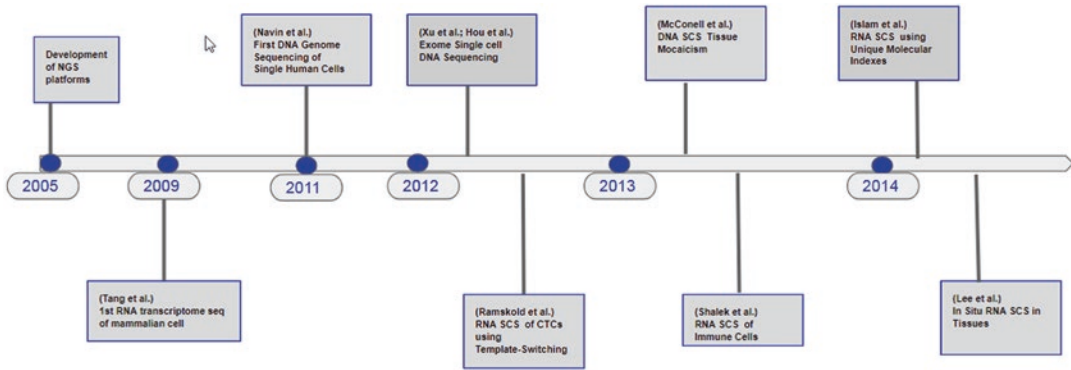 Development
of NGS
platforms
(Navin et al.)
First DNA Genome
Sequencing of
Single Human Cells
(Xu et al.; Hou et al.)
Exome Single cell
DNA Sequencing
(McConell et al.)
DNA SCS Tissue
Mocaicism
(Islam et al.)
RNA SCS using
Unique Molecular
Indexes
2005
2009
2011
2012
2013
2014
(Tang et al.)
1st RNA transcriptome seq
of mammalian cell
(Ramskold et al.)
RNA SCS of CTCs
using
Template-Switching
(Shalek et al.)
RNA SCS of
Immune Cells
(Lee et al.)
In Situ RNA SCS in
Tissues